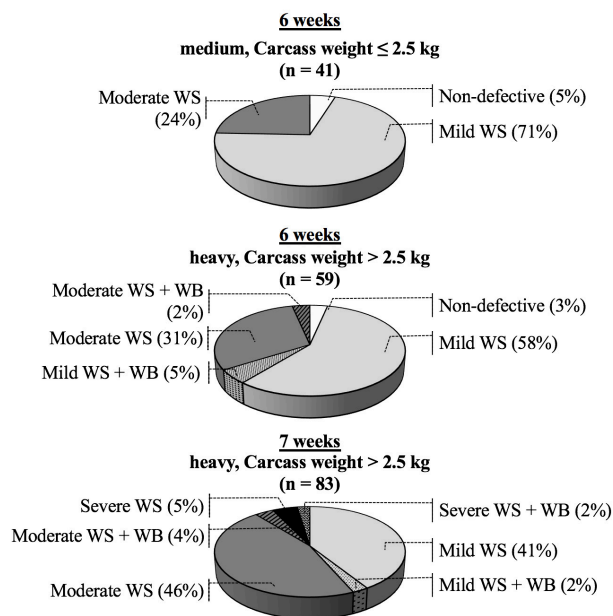 6 weeks
medium, Carcass weight ≤ 2.5 kg
(n = 41)
Moderate WS
(24%)
Non-defective (5%)
Mild WS (71%)
6 weeks
heavy, Carcass weight > 2.5 kg
(n = 59)
Moderate WS + WB
(2%)
Moderate WS (31%)
Mild WS + WB (5%)
Non-defective (3%)
Mild WS (58%)
7 weeks
heavy, Carcass weight > 2.5 kg
(n = 83)
Severe WS (5%)
Moderate WS + WB (4%)
Moderate WS (46%)
Severe WS + WB (2%)
Mild WS (41%)
Mild WS + WB (2%)